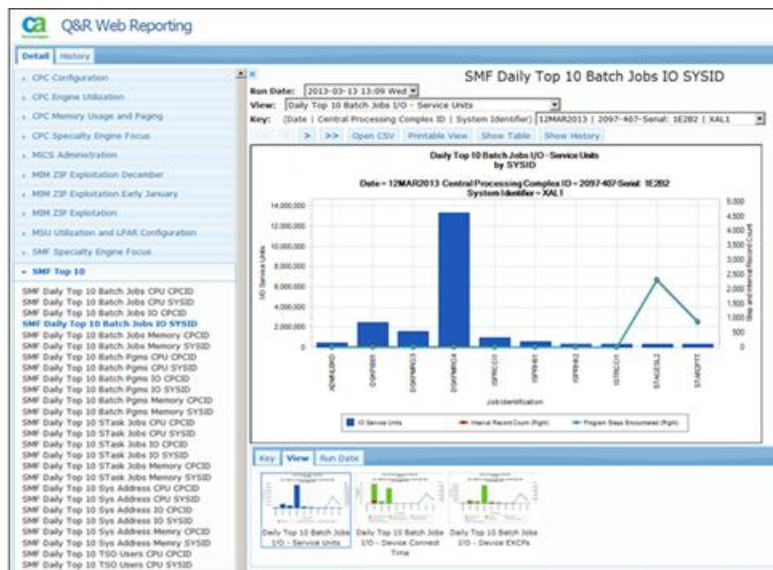 ca
technologies
Q&R Web Reporting
Detail
History
CPC Configuration
CPC Engine Utilization
CPC Memory Usage and Paging
CPC Specialty Engine Focus
MSCS Administration
MIM ZIP Exploitation December
MIM ZIP Exploitation Early January
MIM ZIP Explotation
MSU Utilization and LPAR Configuration
SMF Specialty Engine Focus
SMF Top 10
SMF Daily Top 10 Batch Jobs CPU CPCID
SMF Daily Top 10 Batch Jobs CPU SYSID
SMF Daily Top 10 Batch Jobs IO CPCID
SMF Daily Top 10 Batch Jobs IO SYSID
SMF Daily Top 10 Batch Jobs Memory CPCID
SMF Daily Top 10 Batch Jobs Memory SYSID
SMF Daily Top 10 Batch Pgms CPU CPCID
SMF Daily Top 10 Batch Pgms CPU SYSID
SMF Daily Top 10 Batch Pgms IO CPCID
SMF Daily Top 10 Batch Pgms IO SYSID
SMF Daily Top 10 Batch Pgms Memory CPCID
SMF Daily Top 10 Batch Pgms Memory SYSID
SMF Daily Top 10 STask Jobs CPU CPCID
SMF Daily Top 10 STask Jobs CPU SYSID
SMF Daily Top 10 STask Jobs IO CPCID
SMF Daily Top 10 STask Jobs IO SYSID
SMF Daily Top 10 STask Jobs Memory CPCID
SMF Daily Top 10 STask Jobs Memory SYSID
SMF Daily Top 10 Sys Address CPU CPCID
SMF Daily Top 10 Sys Address CPU SYSID
SMF Daily Top 10 Sys Address IO CPCID
SMF Daily Top 10 Sys Address IO SYSID
SMF Daily Top 10 Sys Address Memry CPCID
SMF Daily Top 10 Sys Address Memry SYSID
SMF Daily Top 10 TSO Users CPU CPCID
SMF Daily Top 10 TSO Users CPU SYSID
SMF Daily Top 10 Batch Jobs IO SYSID
Run Date: 2013-03-13 13:09 Wed
View: Daily Top 10 Batch Jobs I/O - Service Units
Key: (Date | Central Processing Complex ID | System Identifier) 12MAR2013 | 2097-407-Serial: 1E2B2 | XAL1
<< < > >> Open CSV Printable View Show Table Show History
Daily Top 10 Batch Jobs I/O - Service Units
by SYSID
Date = 12MAR2013 Central Processing Complex ID = 2097-407-Serial: 1E2B2
System Identifier = XAL1
14,000,000
12,000,000
10,000,000
8,000,000
6,000,000
4,000,000
2,000,000
0
I/O Service Units
5,000
4,500
4,000
3,500
3,000
2,500
2,000
1,500
1,000
500
0
Step and Interval Record Count
DSKPMRG3
DSKPMRG4
ISPRCCI1
ISTRCCI1
STAGESL2
Job Identification
IO Service Units
Interval Record Count (Right)
Program Steps Encountered (Right)
Key
View
Run Date
Daily Top 10 Batch Jobs
I/O - Service Units
Daily Top 10 Batch Jobs
I/O - Device Connect
Time
Daily Top 10 Batch Jobs
I/O - Device EXCPs